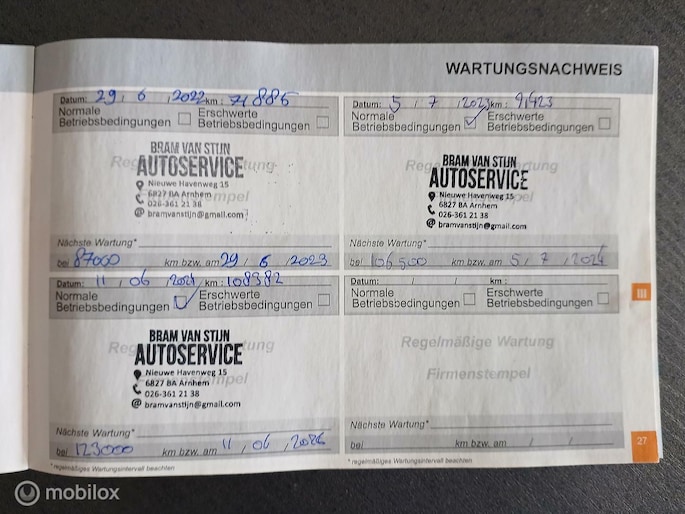 WARTUNGSNACHWEIS
Datum: 29 / 6 / 2022 km: 71885
Normale Betriebsbedingungen
Erschwerte Betriebsbedingungen
Regelmäßige Wartung
Firmenstempel
BRAM VAN STIJN
AUTOSERVICE
Nieuwe Havenweg 15
6827 BA Arnhem
026-361 21 38
bramvanstijn@gmail.com
Nächste Wartung*
bei 87000 km bzw. am 29 / 6 / 2023
Datum: 5 / 7 / 2023 km: 91423
Normale Betriebsbedingungen
Erschwerte Betriebsbedingungen
BRAM VAN STIJN
AUTOSERVICE
Nieuwe Havenweg 15
6827 BA Arnhem
026-361 21 38
bramvanstijn@gmail.com
Nächste Wartung*
bei 106500 km bzw. am 5 / 7 / 2024
Datum: 11 / 06 / 2024 km: 108382
Normale Betriebsbedingungen
Erschwerte Betriebsbedingungen
BRAM VAN STIJN
AUTOSERVICE
Nieuwe Havenweg 15
6827 BA Arnhem
026-361 21 38
bramvanstijn@gmail.com
Nächste Wartung*
bei 123000 km bzw. am 11 / 06 / 2026
* regelmäßiges Wartungsintervall beachten
Datum: / / km:
Normale Betriebsbedingungen
Erschwerte Betriebsbedingungen
Regelmäßige Wartung
Firmenstempel
Nächste Wartung*
bei km bzw. am / /
* regelmäßiges Wartungsintervall beachten
27
mobilox